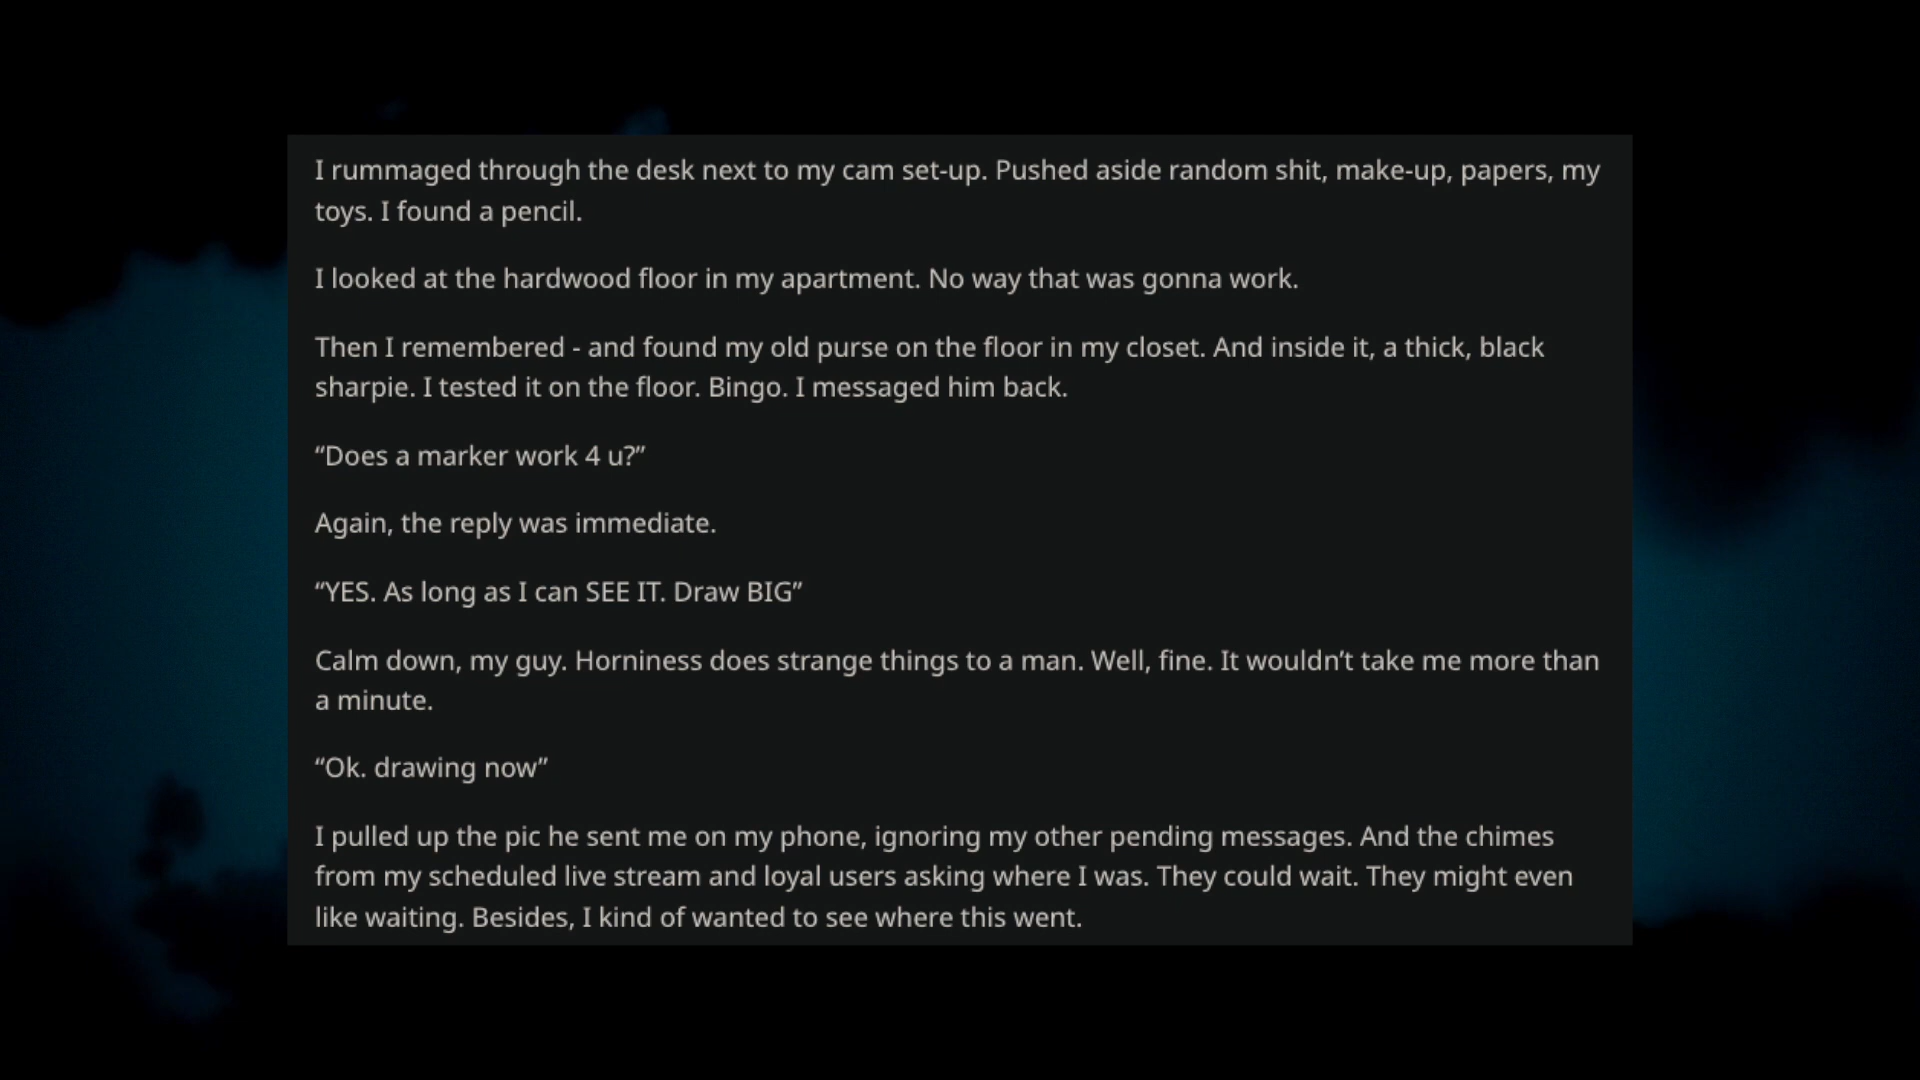 I rummaged through the desk next to my cam set-up. Pushed aside random shit, make-up, papers, my
toys. I found a pencil.
I looked at the hardwood floor in my apartment. No way that was gonna work.
Then I remembered - and found my old purse on the floor in my closet. And inside it, a thick, black
sharpie. I tested it on the floor. Bingo. I messaged him back.
“Does a marker work 4 u?”
Again, the reply was immediate.
“YES. As long as I can SEE IT. Draw BIG”
Calm down, my guy. Horniness does strange things to a man. Well, fine. It wouldn’t take me more than
a minute.
“Ok. drawing now”
I pulled up the pic he sent me on my phone, ignoring my other pending messages. And the chimes
from my scheduled live stream and loyal users asking where I was. They could wait. They might even
like waiting. Besides, I kind of wanted to see where this went.